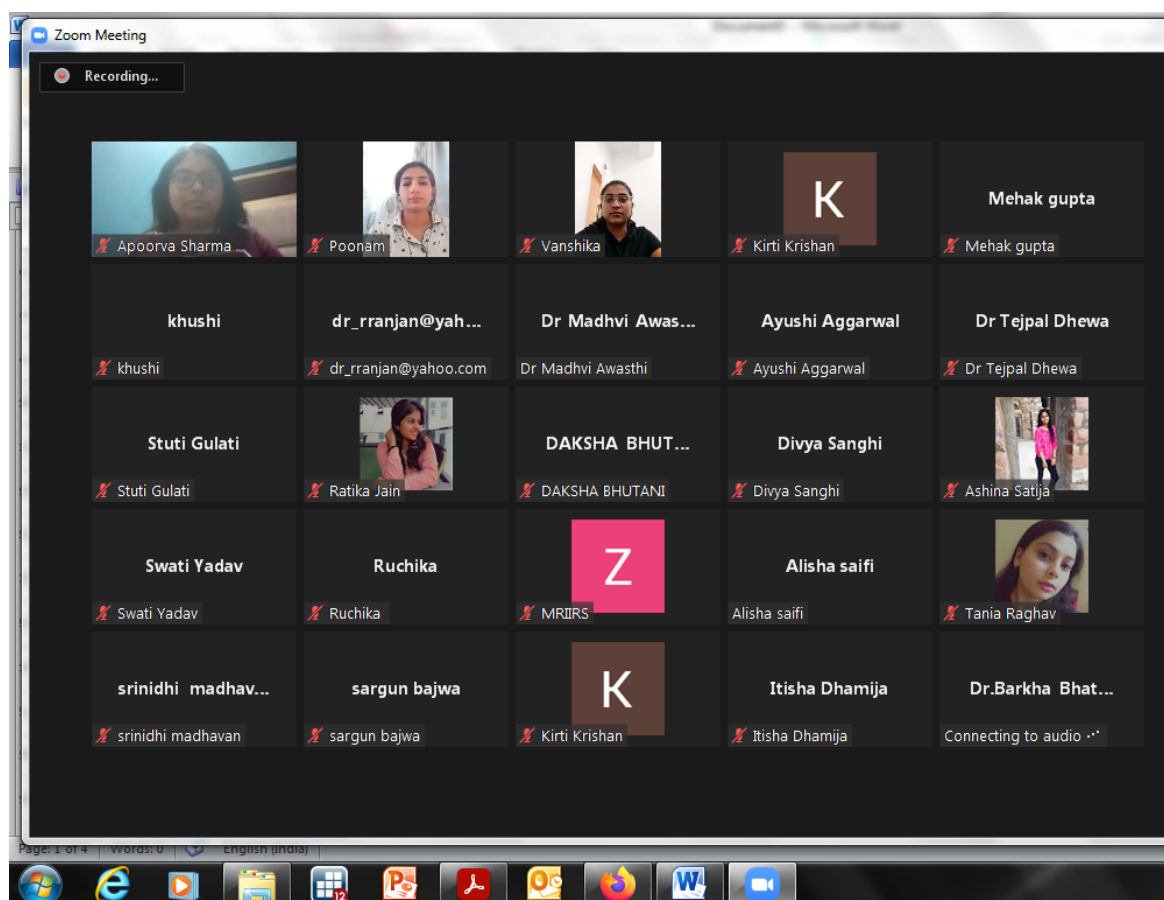 Zoom Meeting
Recording...
Apoorva Sharma
Poonam
Vanshika
K
Kirti Krishan
Mehak gupta
Mehak gupta
khushi
khushi
dr_rranjan@yah...
dr_rranjan@yahoo.com
Dr Madhvi Awas...
Dr Madhvi Awasthi
Ayushi Aggarwal
Ayushi Aggarwal
Dr Tejpal Dhewa
Dr Tejpal Dhewa
Stuti Gulati
Stuti Gulati
Ratika Jain
DAKSHA BHUT...
DAKSHA BHUTANI
Divya Sanghi
Divya Sanghi
Ashina Satija
Swati Yadav
Swati Yadav
Ruchika
Ruchika
Z
MRIIRS
Alisha saifi
Alisha saifi
Tania Raghav
srinidhi madhav...
srinidhi madhavan
sargun bajwa
sargun bajwa
K
Kirti Krishan
Itisha Dhamija
Itisha Dhamija
Dr.Barkha Bhat...
Connecting to audio
Page: 1 of 4 Words: 0 English (India)
12